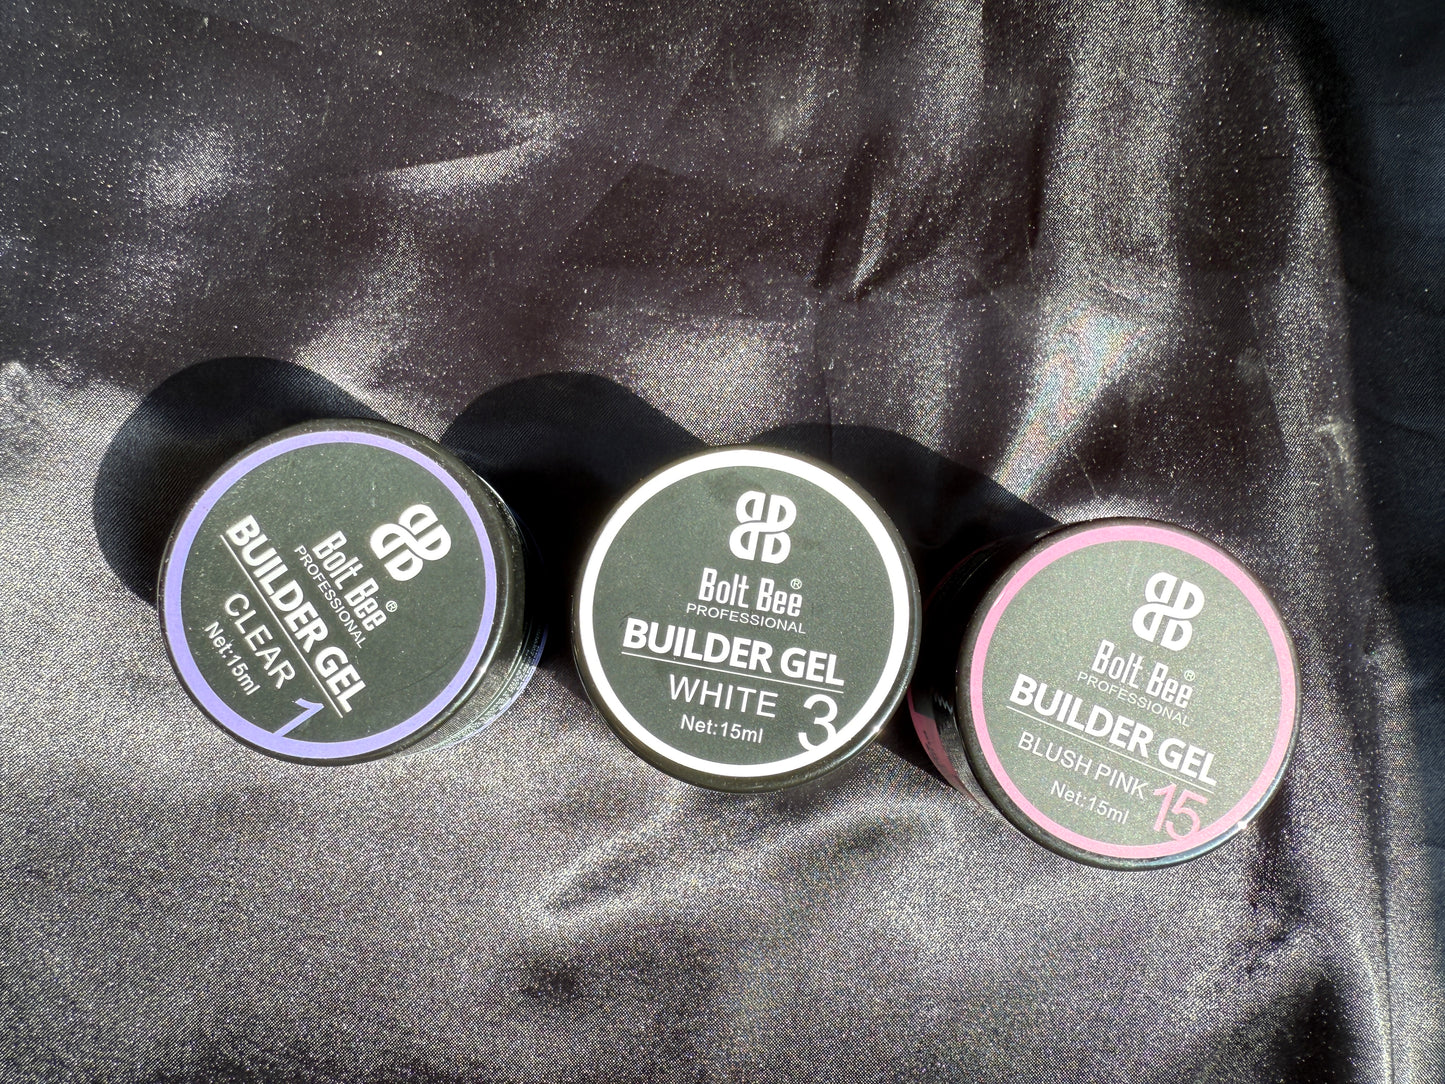 Bolt Bee®
PROFESSIONAL
BUILDER GEL
CLEAR
Net:15ml
1
Bolt Bee®
PROFESSIONAL
BUILDER GEL
WHITE
Net:15ml
3
Bolt Bee®
PROFESSIONAL
BUILDER GEL
BLUSH PINK
Net:15ml
15